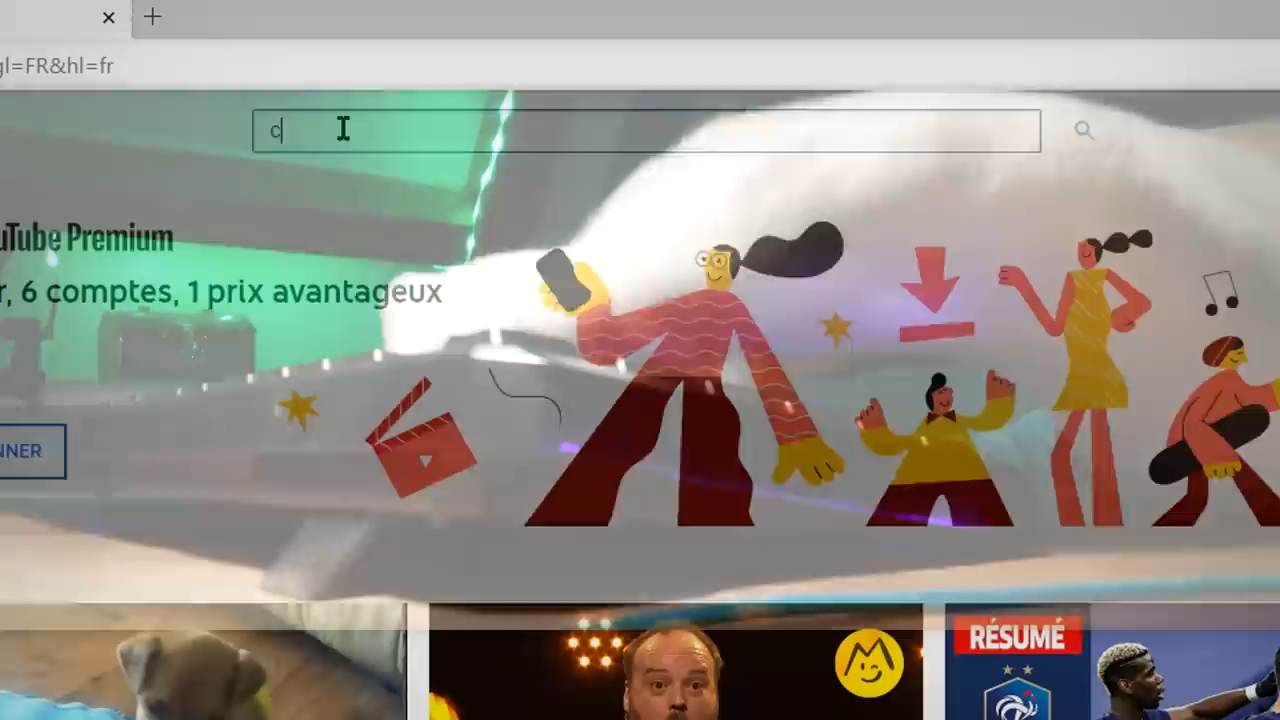 gl=FR&hl=fr
c
uTube Premium
r, 6 comptes, 1 prix avantageux
NNER
RÉSUMÉ